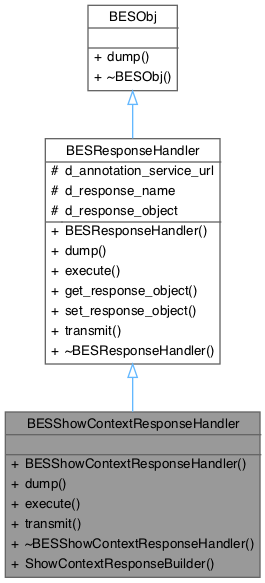 BESObj
+ dump()
+ ~BESObj()
BESResponseHandler
# d_annotation_service_url
# d_response_name
# d_response_object
+ BESResponseHandler()
+ dump()
+ execute()
+ get_response_object()
+ set_response_object()
+ transmit()
+ ~BESResponseHandler()
BESShowContextResponseHandler
+ BESShowContextResponseHandler()
+ dump()
+ execute()
+ transmit()
+ ~BESShowContextResponseHandler()
+ ShowContextResponseBuilder()